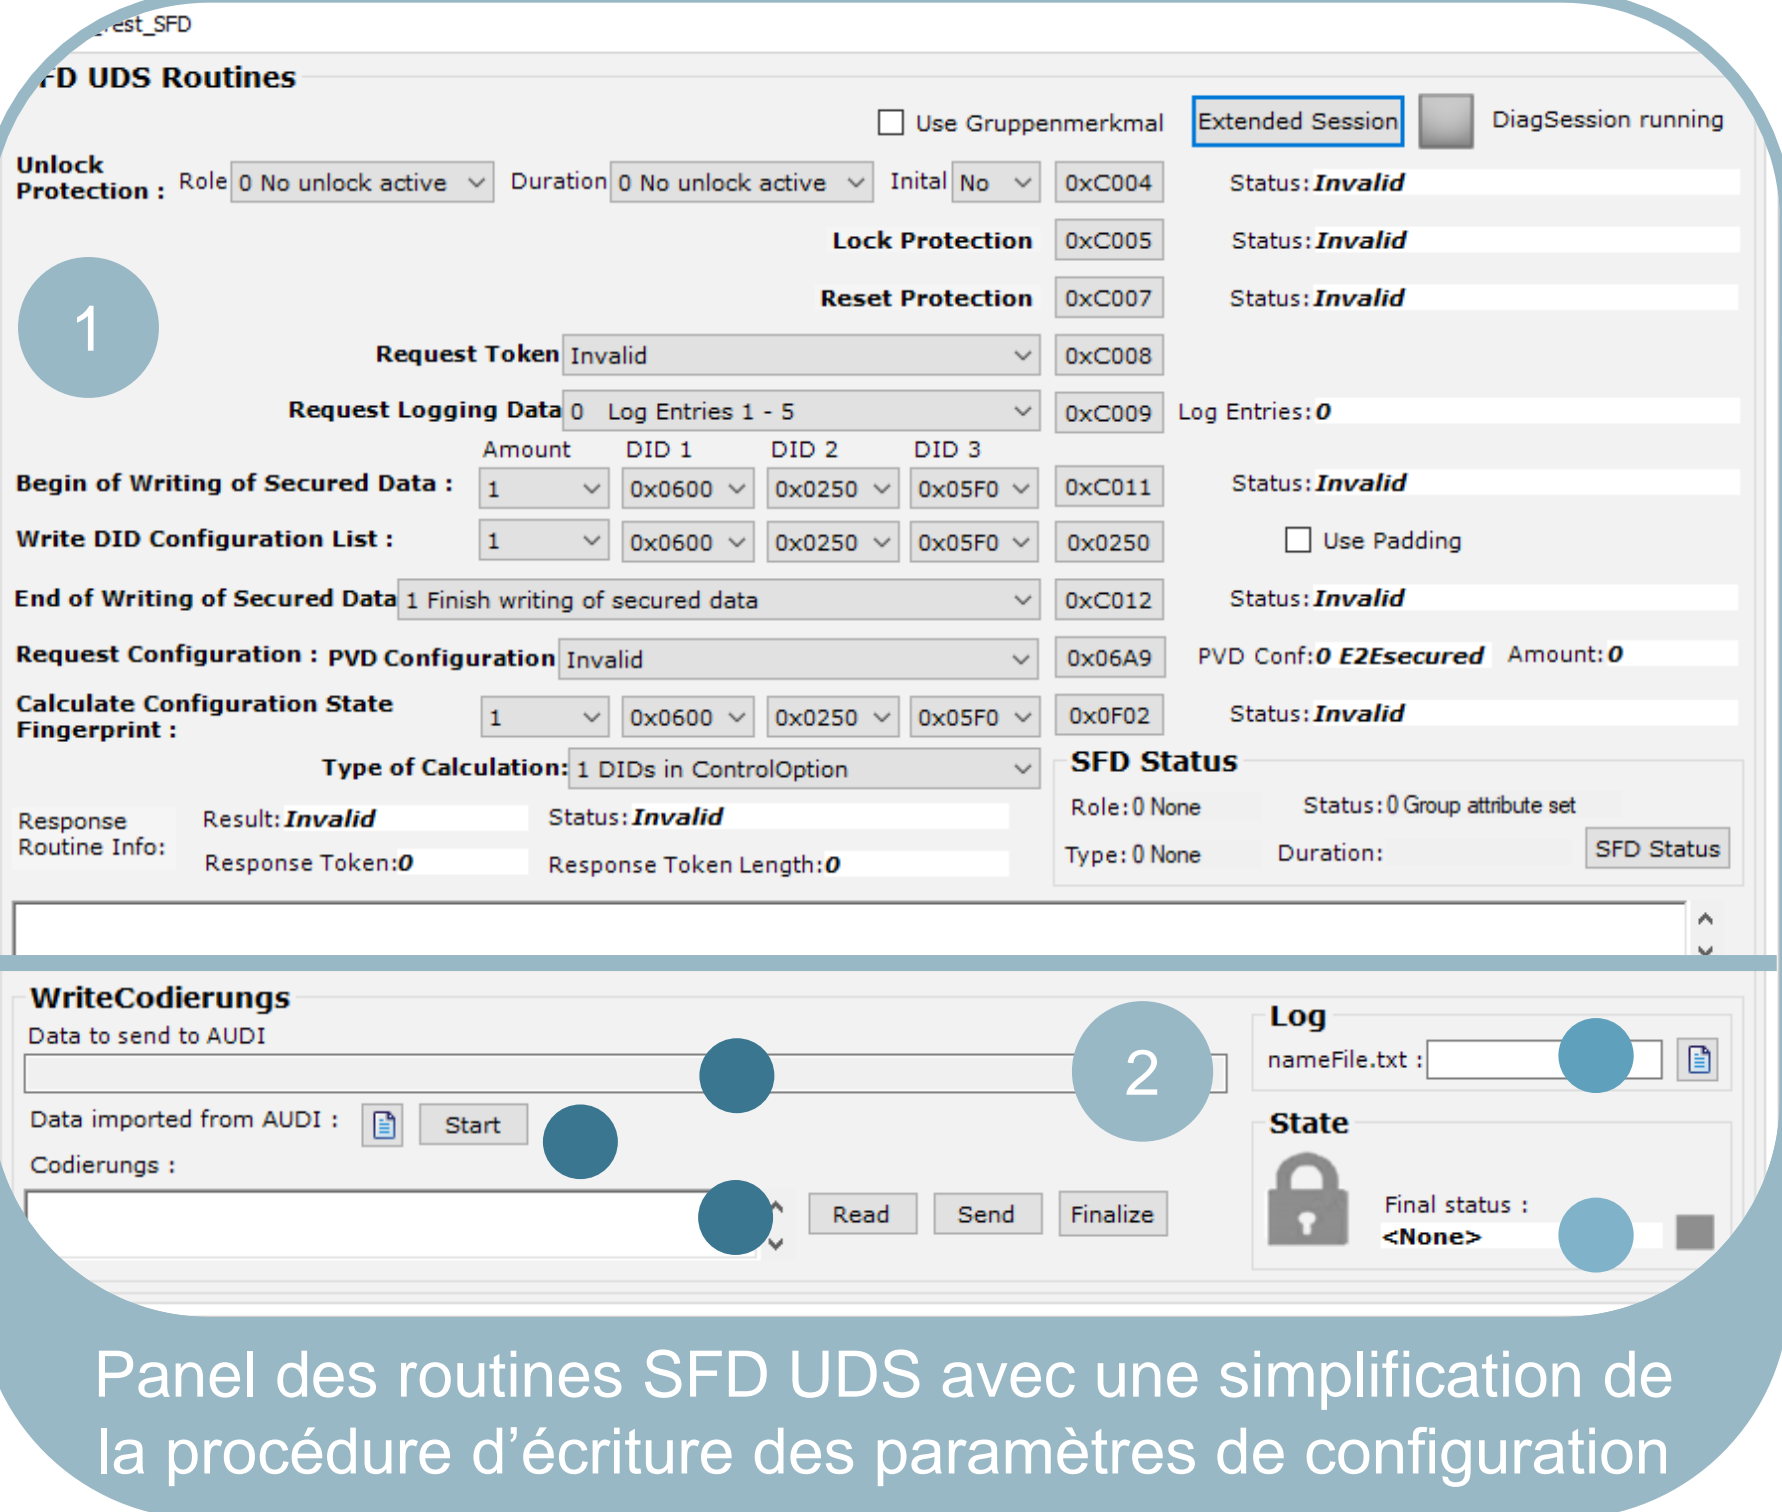 _Test_SFD
SFD UDS Routines
Use Gruppenmerkmal Extended Session DiagSession running
Unlock Protection : Role 0 No unlock active Duration 0 No unlock active Inital No 0xC004 Status: Invalid
Lock Protection 0xC005 Status: Invalid
Reset Protection 0xC007 Status: Invalid
1
Request Token Invalid 0xC008
Request Logging Data 0 Log Entries 1 - 5 0xC009 Log Entries: 0
Amount DID 1 DID 2 DID 3
Begin of Writing of Secured Data : 1 0x0600 0x0250 0x05F0 0xC011 Status: Invalid
Write DID Configuration List : 1 0x0600 0x0250 0x05F0 0x0250 Use Padding
End of Writing of Secured Data 1 Finish writing of secured data 0xC012 Status: Invalid
Request Configuration : PVD Configuration Invalid 0x06A9 PVD Conf: 0 E2Esecured Amount: 0
Calculate Configuration State
Fingerprint : 1 0x0600 0x0250 0x05F0 0x0F02 Status: Invalid
Type of Calculation: 1 DIDs in ControlOption
Response
Routine Info:
Result: Invalid Status: Invalid
Response Token: 0 Response Token Length: 0
SFD Status
Role: 0 None Status: 0 Group attribute set
Type: 0 None Duration: SFD Status
WriteCodierungs
Data to send to AUDI
2
Data imported from AUDI : Start
Codierungs :
Read Send Finalize
Log
nameFile.txt :
State
Final status :
<None>
Panel des routines SFD UDS avec une simplification de
la procédure d’écriture des paramètres de configuration